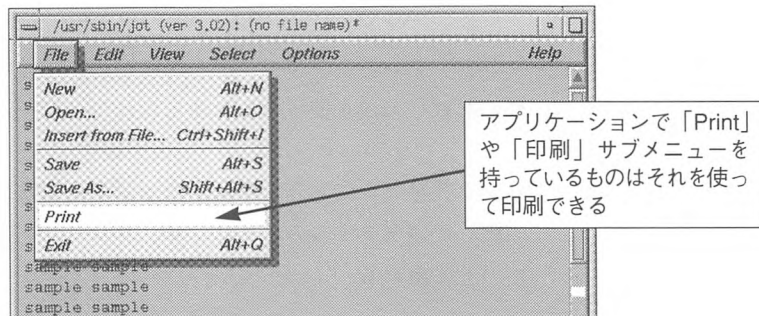 /usr/sbin/jot (ver 3.02): (no file name)*
File Edit View Select Options Help
New Alt+N
Open... Alt+O
Insert from File... Ctrl+Shift+I
Save Alt+S
Save As... Shift+Alt+S
Print
Exit Alt+Q
アプリケーションで「Print」
や「印刷」サブメニューを
持っているものはそれを使っ
て印刷できる
sample sample
sample sample
sample sample